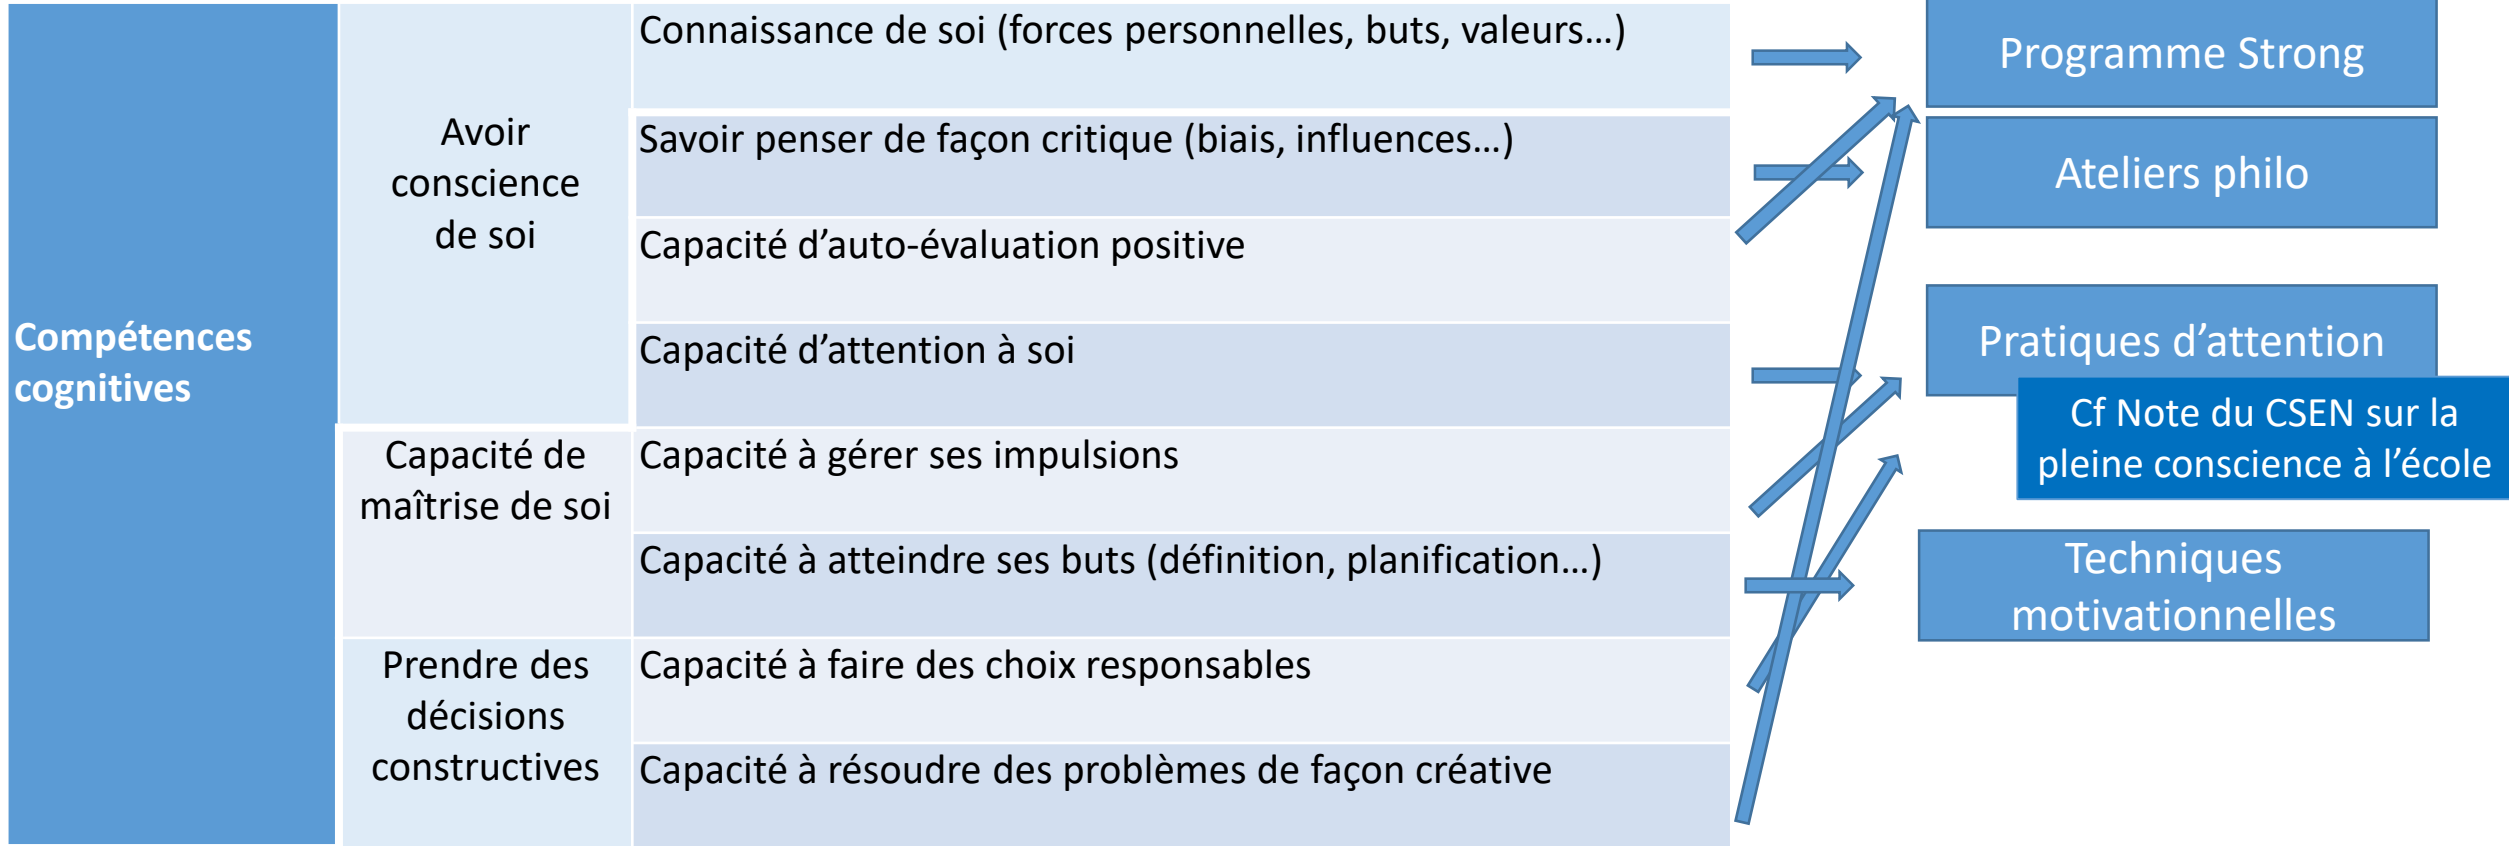 Compétences
cognitives
Avoir
conscience
de soi
Connaissance de soi (forces personnelles, buts, valeurs…)
Savoir penser de façon critique (biais, influences…)
Capacité d’auto-évaluation positive
Capacité d’attention à soi
Capacité de
maîtrise de soi
Capacité à gérer ses impulsions
Capacité à atteindre ses buts (définition, planification…)
Prendre des
décisions
constructives
Capacité à faire des choix responsables
Capacité à résoudre des problèmes de façon créative
Programme Strong
Ateliers philo
Pratiques d’attention
Cf Note du CSEN sur la
pleine conscience à l’école
Techniques
motivationnelles